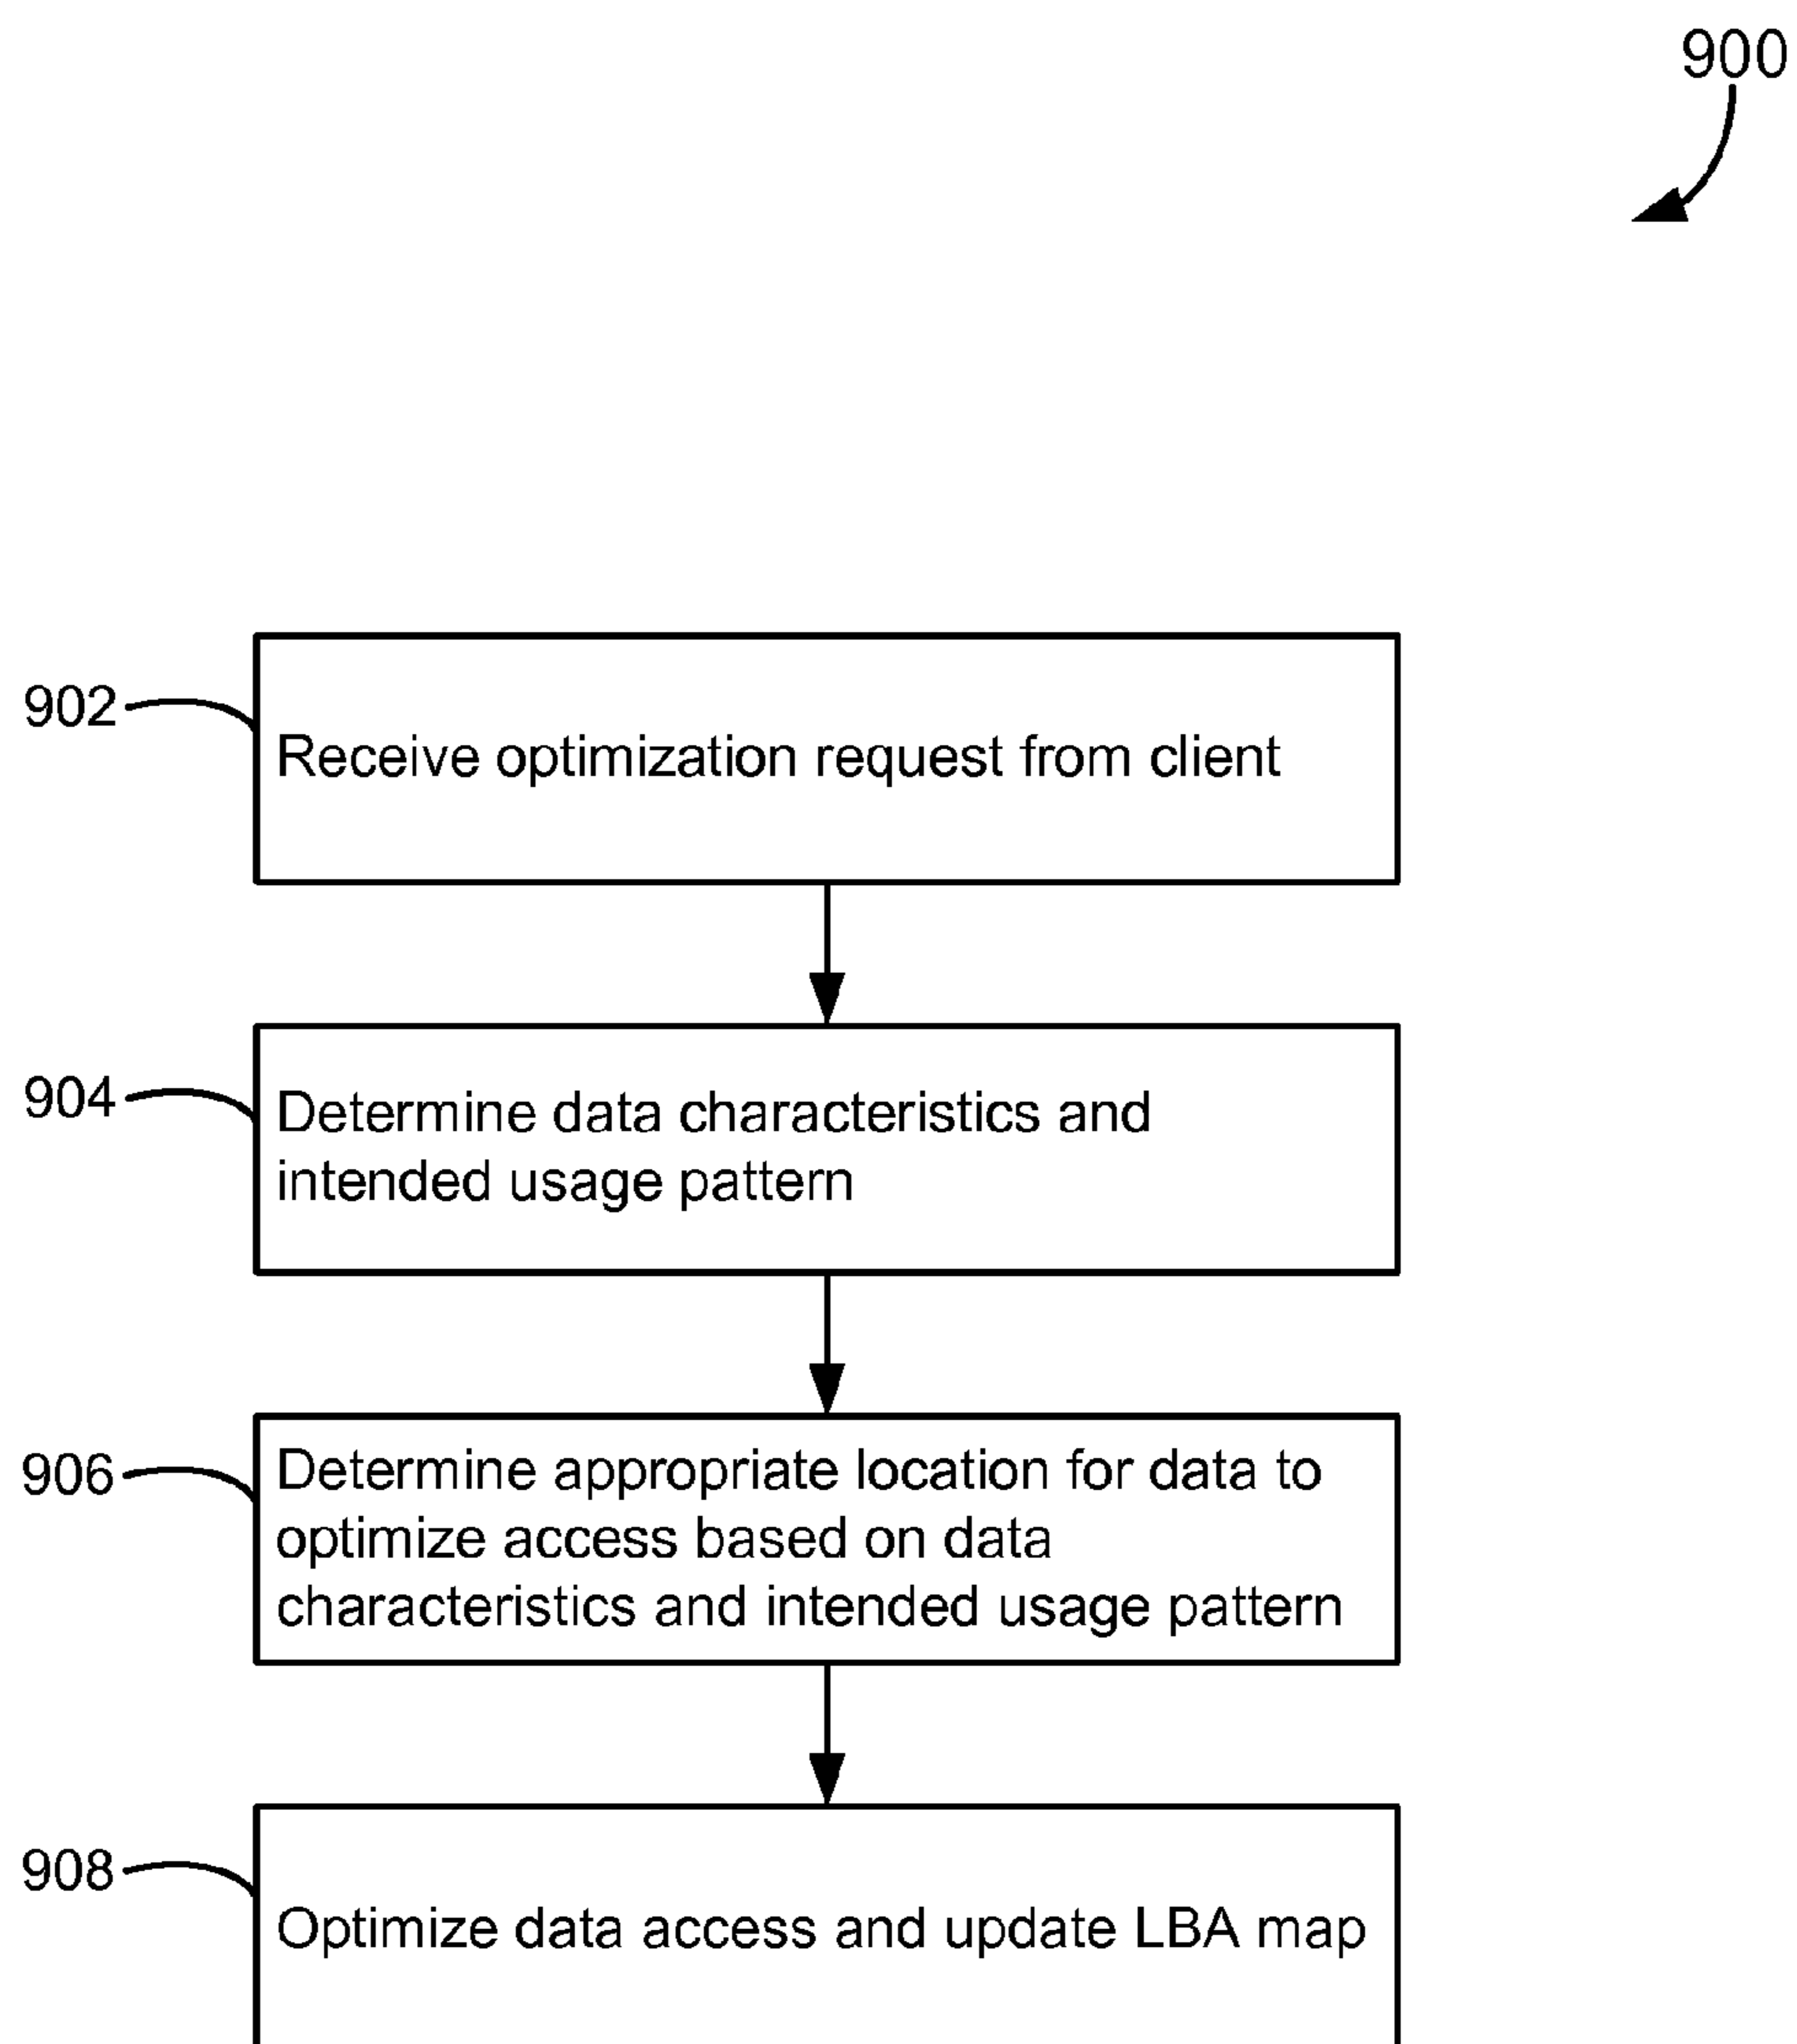 900
902
Receive optimization request from client
904
Determine data characteristics and
intended usage pattern
906
Determine appropriate location for data to
optimize access based on data
characteristics and intended usage pattern
908
Optimize data access and update LBA map